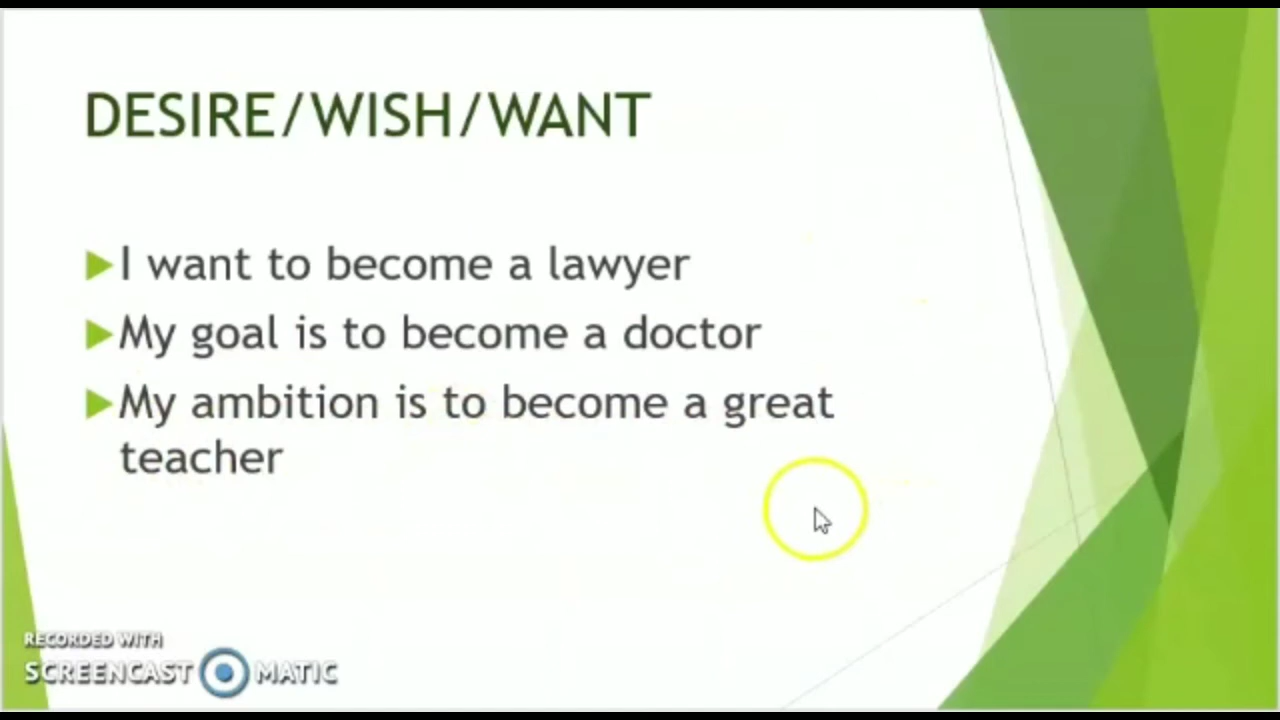 DESIRE/WISH/WANT
I want to become a lawyer
My goal is to become a doctor
My ambition is to become a great
teacher
RECORDED WITH
SCREENCAST MATIC